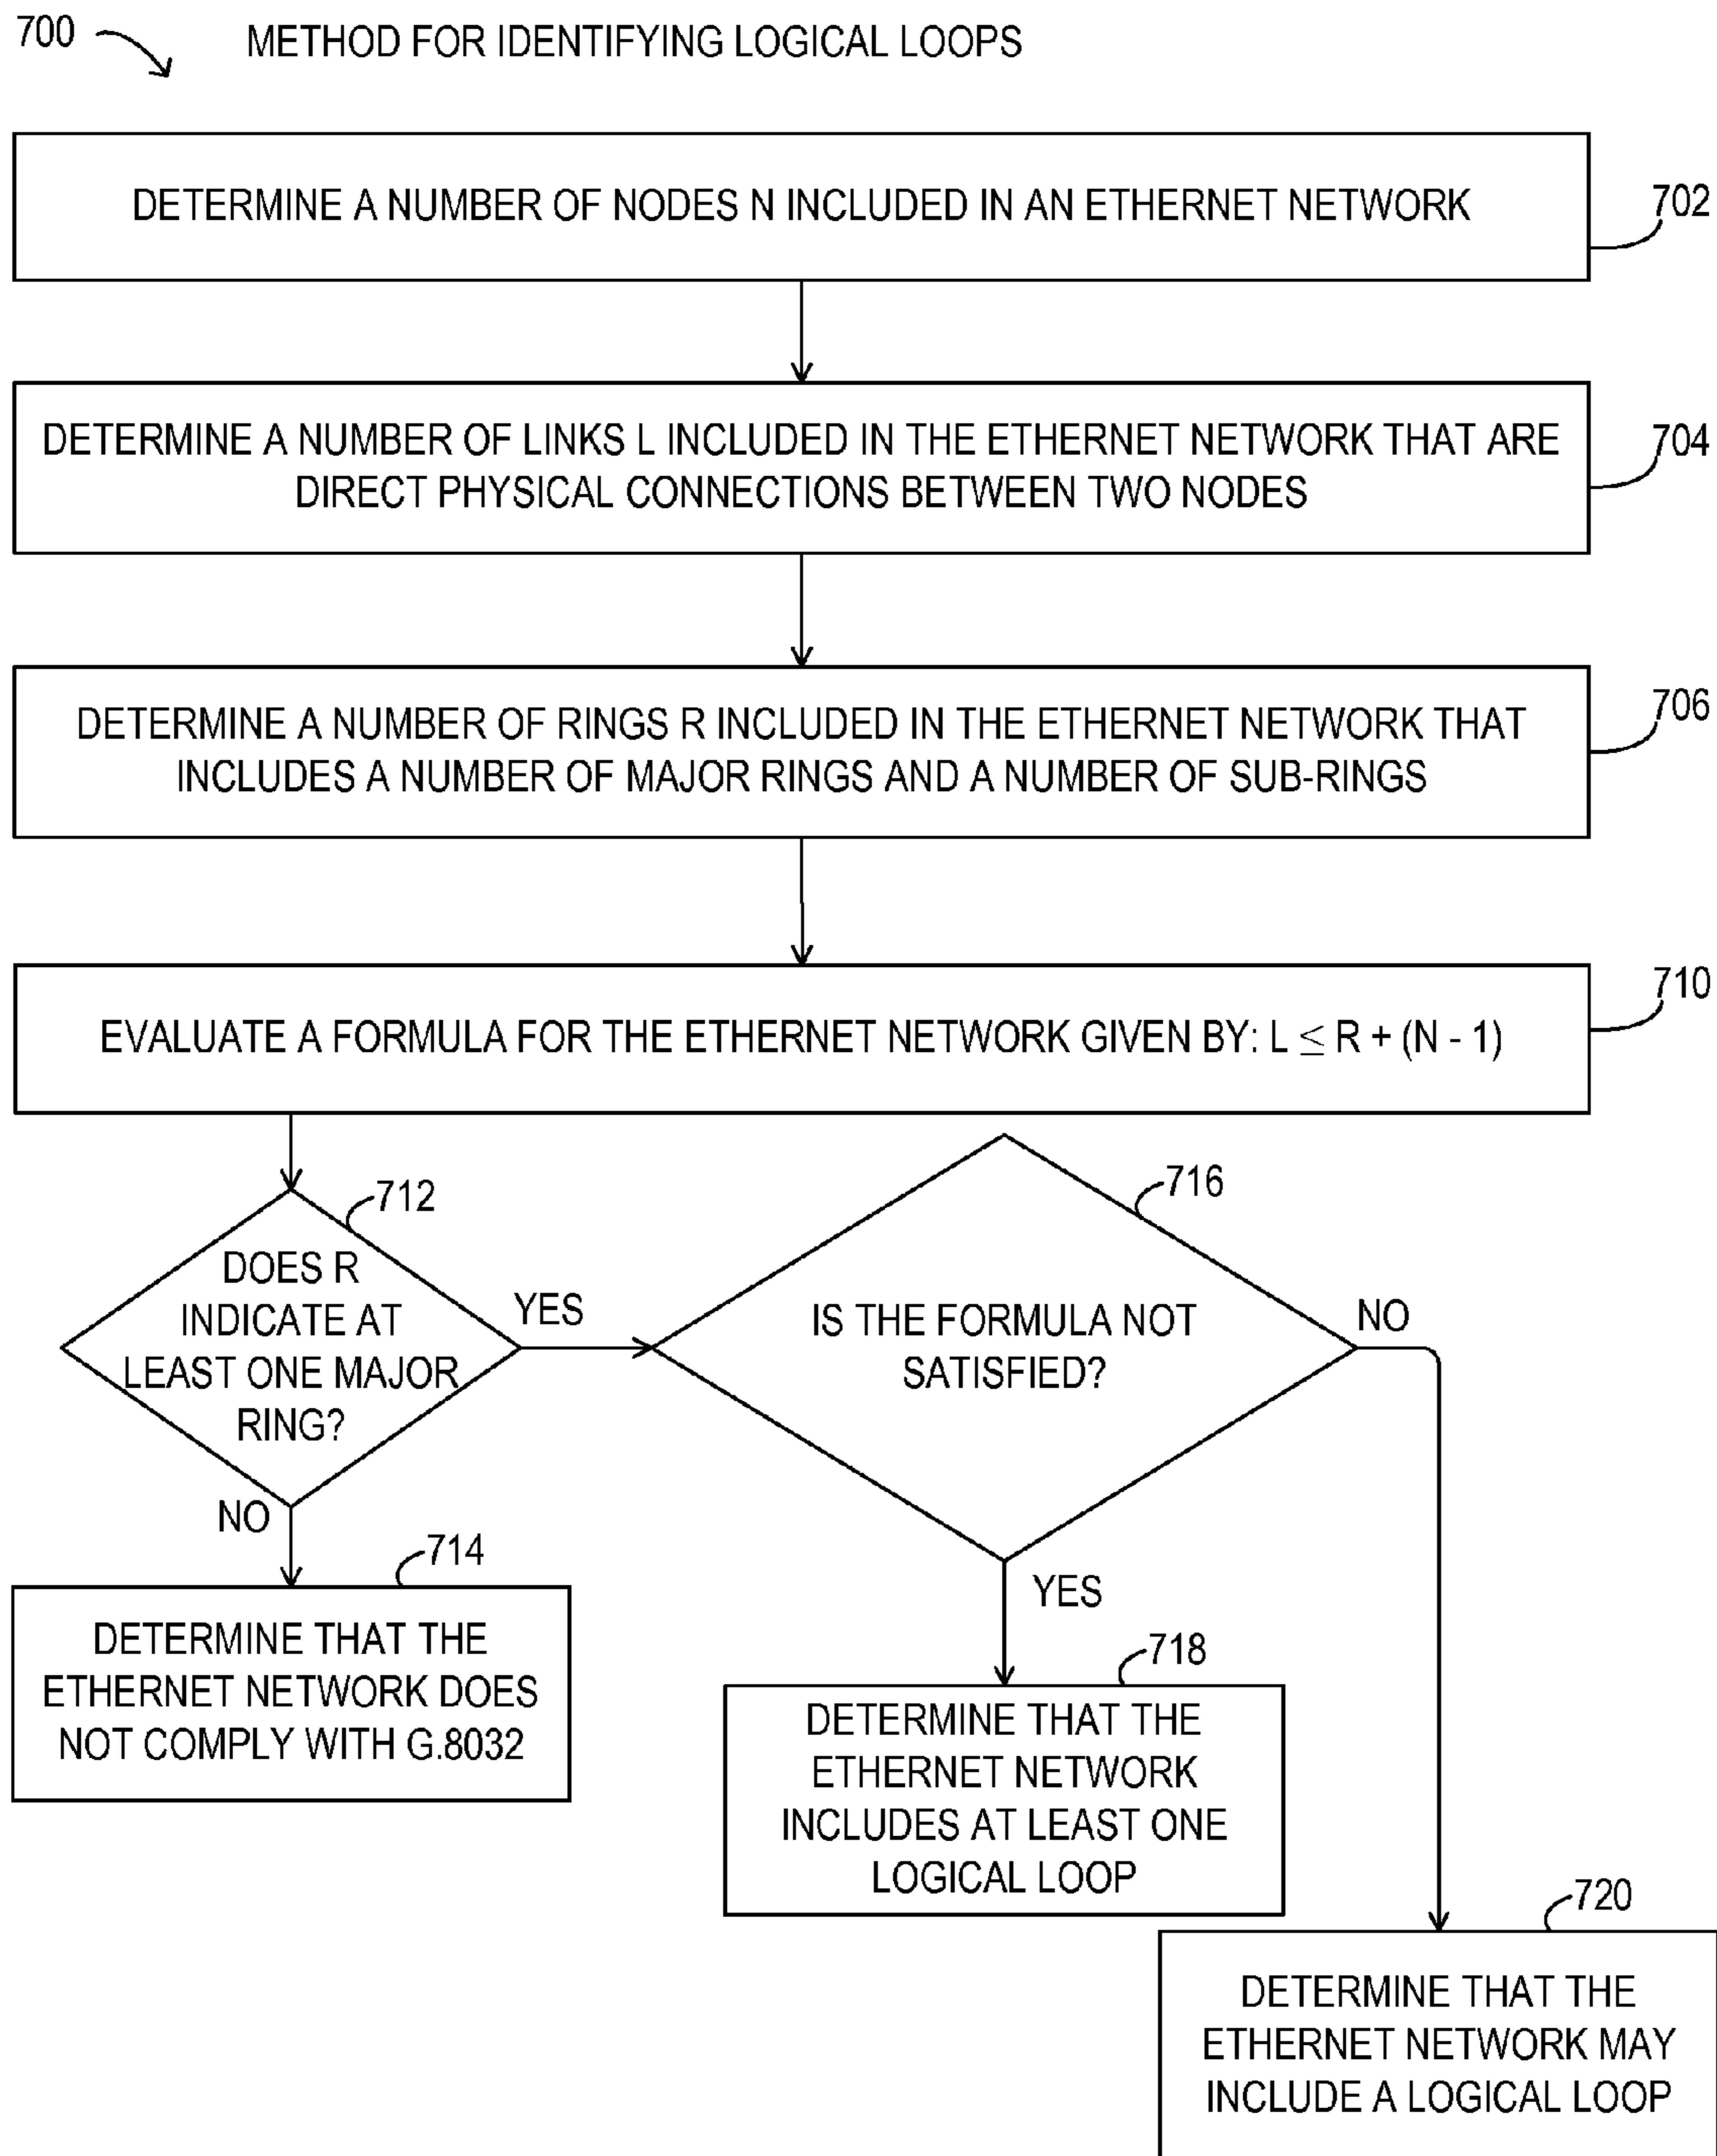 700
METHOD FOR IDENTIFYING LOGICAL LOOPS
DETERMINE A NUMBER OF NODES N INCLUDED IN AN ETHERNET NETWORK
702
DETERMINE A NUMBER OF LINKS L INCLUDED IN THE ETHERNET NETWORK THAT ARE
DIRECT PHYSICAL CONNECTIONS BETWEEN TWO NODES
704
DETERMINE A NUMBER OF RINGS R INCLUDED IN THE ETHERNET NETWORK THAT
INCLUDES A NUMBER OF MAJOR RINGS AND A NUMBER OF SUB-RINGS
706
EVALUATE A FORMULA FOR THE ETHERNET NETWORK GIVEN BY: L ≤ R + (N - 1)
710
712
DOES R
INDICATE AT
LEAST ONE MAJOR
RING?
YES
NO
716
IS THE FORMULA NOT
SATISFIED?
NO
YES
714
DETERMINE THAT THE
ETHERNET NETWORK DOES
NOT COMPLY WITH G.8032
718
DETERMINE THAT THE
ETHERNET NETWORK
INCLUDES AT LEAST ONE
LOGICAL LOOP
720
DETERMINE THAT THE
ETHERNET NETWORK MAY
INCLUDE A LOGICAL LOOP